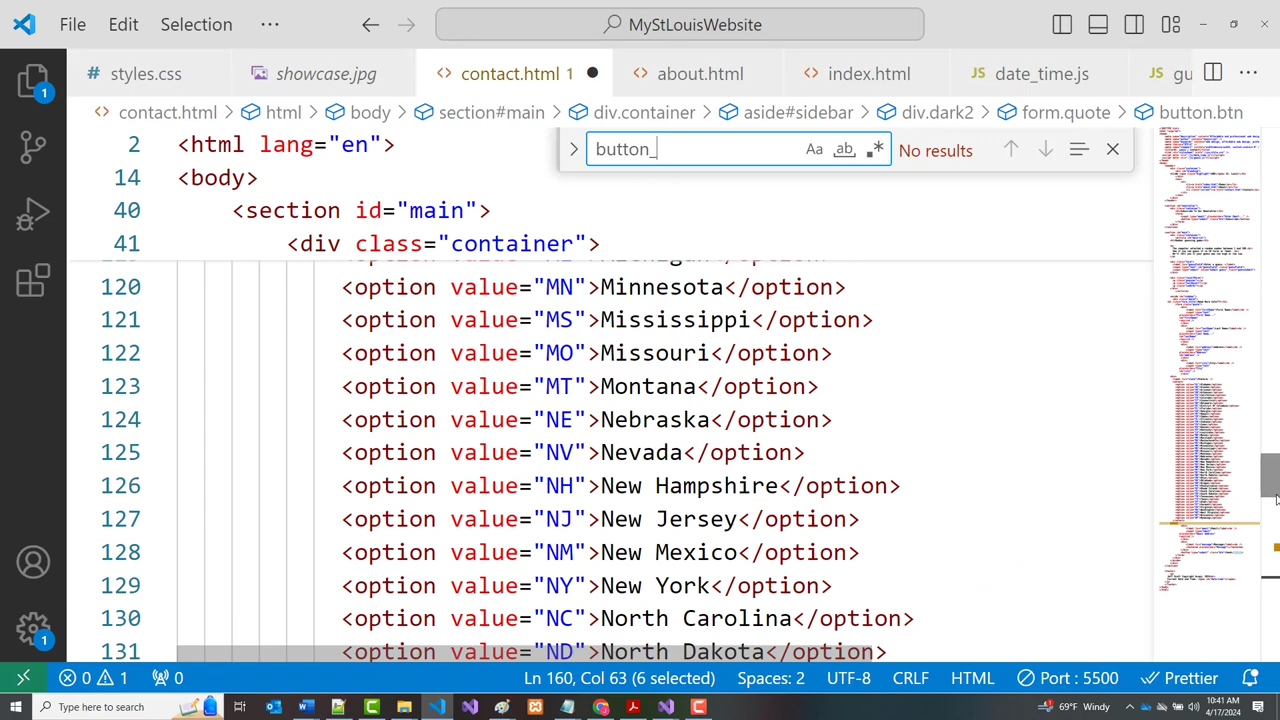 File Edit Selection ··· MyStLouisWebsite
styles.css showcase.jpg contact.html 1 about.html index.html date_time.js gu ···
contact.html > html > body > section#main > div.container > aside#sidebar > div.dark2 > form.quote > button.btn
2 <html lang="en">
button Aa ab .* No results
14 <body>
40 <section id="main">
41 <div class="container">
120 <option value="MN">Minnesota</option>
121 <option value="MS">Mississippi</option>
122 <option value="MO">Missouri</option>
123 <option value="MT">Montana</option>
124 <option value="NE">Nebraska</option>
125 <option value="NV">Nevada</option>
126 <option value="NH">New Hampshire</option>
127 <option value="NJ">New Jersey</option>
128 <option value="NM">New Mexico</option>
129 <option value="NY">New York</option>
130 <option value="NC">North Carolina</option>
131 <option value="ND">North Dakota</option>
1
1
0 1 0 Ln 160, Col 63 (6 selected) Spaces: 2 UTF-8 CRLF HTML Port : 5500 Prettier
Type here to search 69°F Windy 10:41 AM
4/17/2024